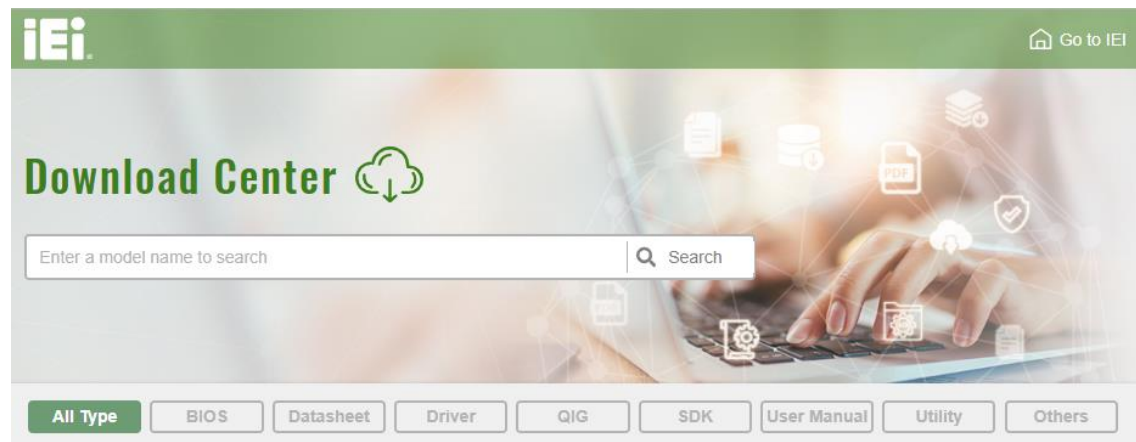 iEi.
Go to IEI
Download Center
Enter a model name to search
Search
PDF
All Type
BIOS
Datasheet
Driver
QIG
SDK
User Manual
Utility
Others